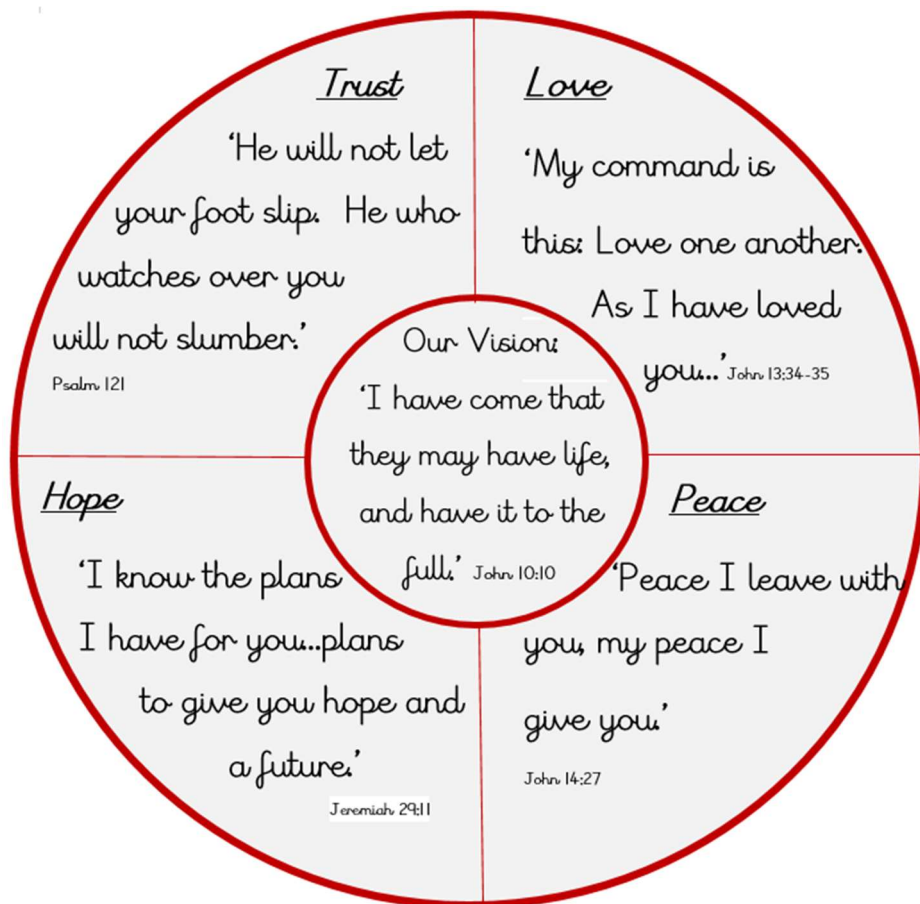 Trust
‘He will not let
your foot slip.  He who
watches over you
will not slumber.’
Psalm 121
Love
‘My command is
this: Love one another.
As I have loved
you...’ John 13:34-35
Our Vision:
‘I have come that
they may have life,
and have it to the
full.’ John 10:10
Hope
‘I know the plans
I have for you...plans
to give you hope and
a future.’
Jeremiah 29:11
Peace
‘Peace I leave with
you, my peace I
give you.’
John 14:27